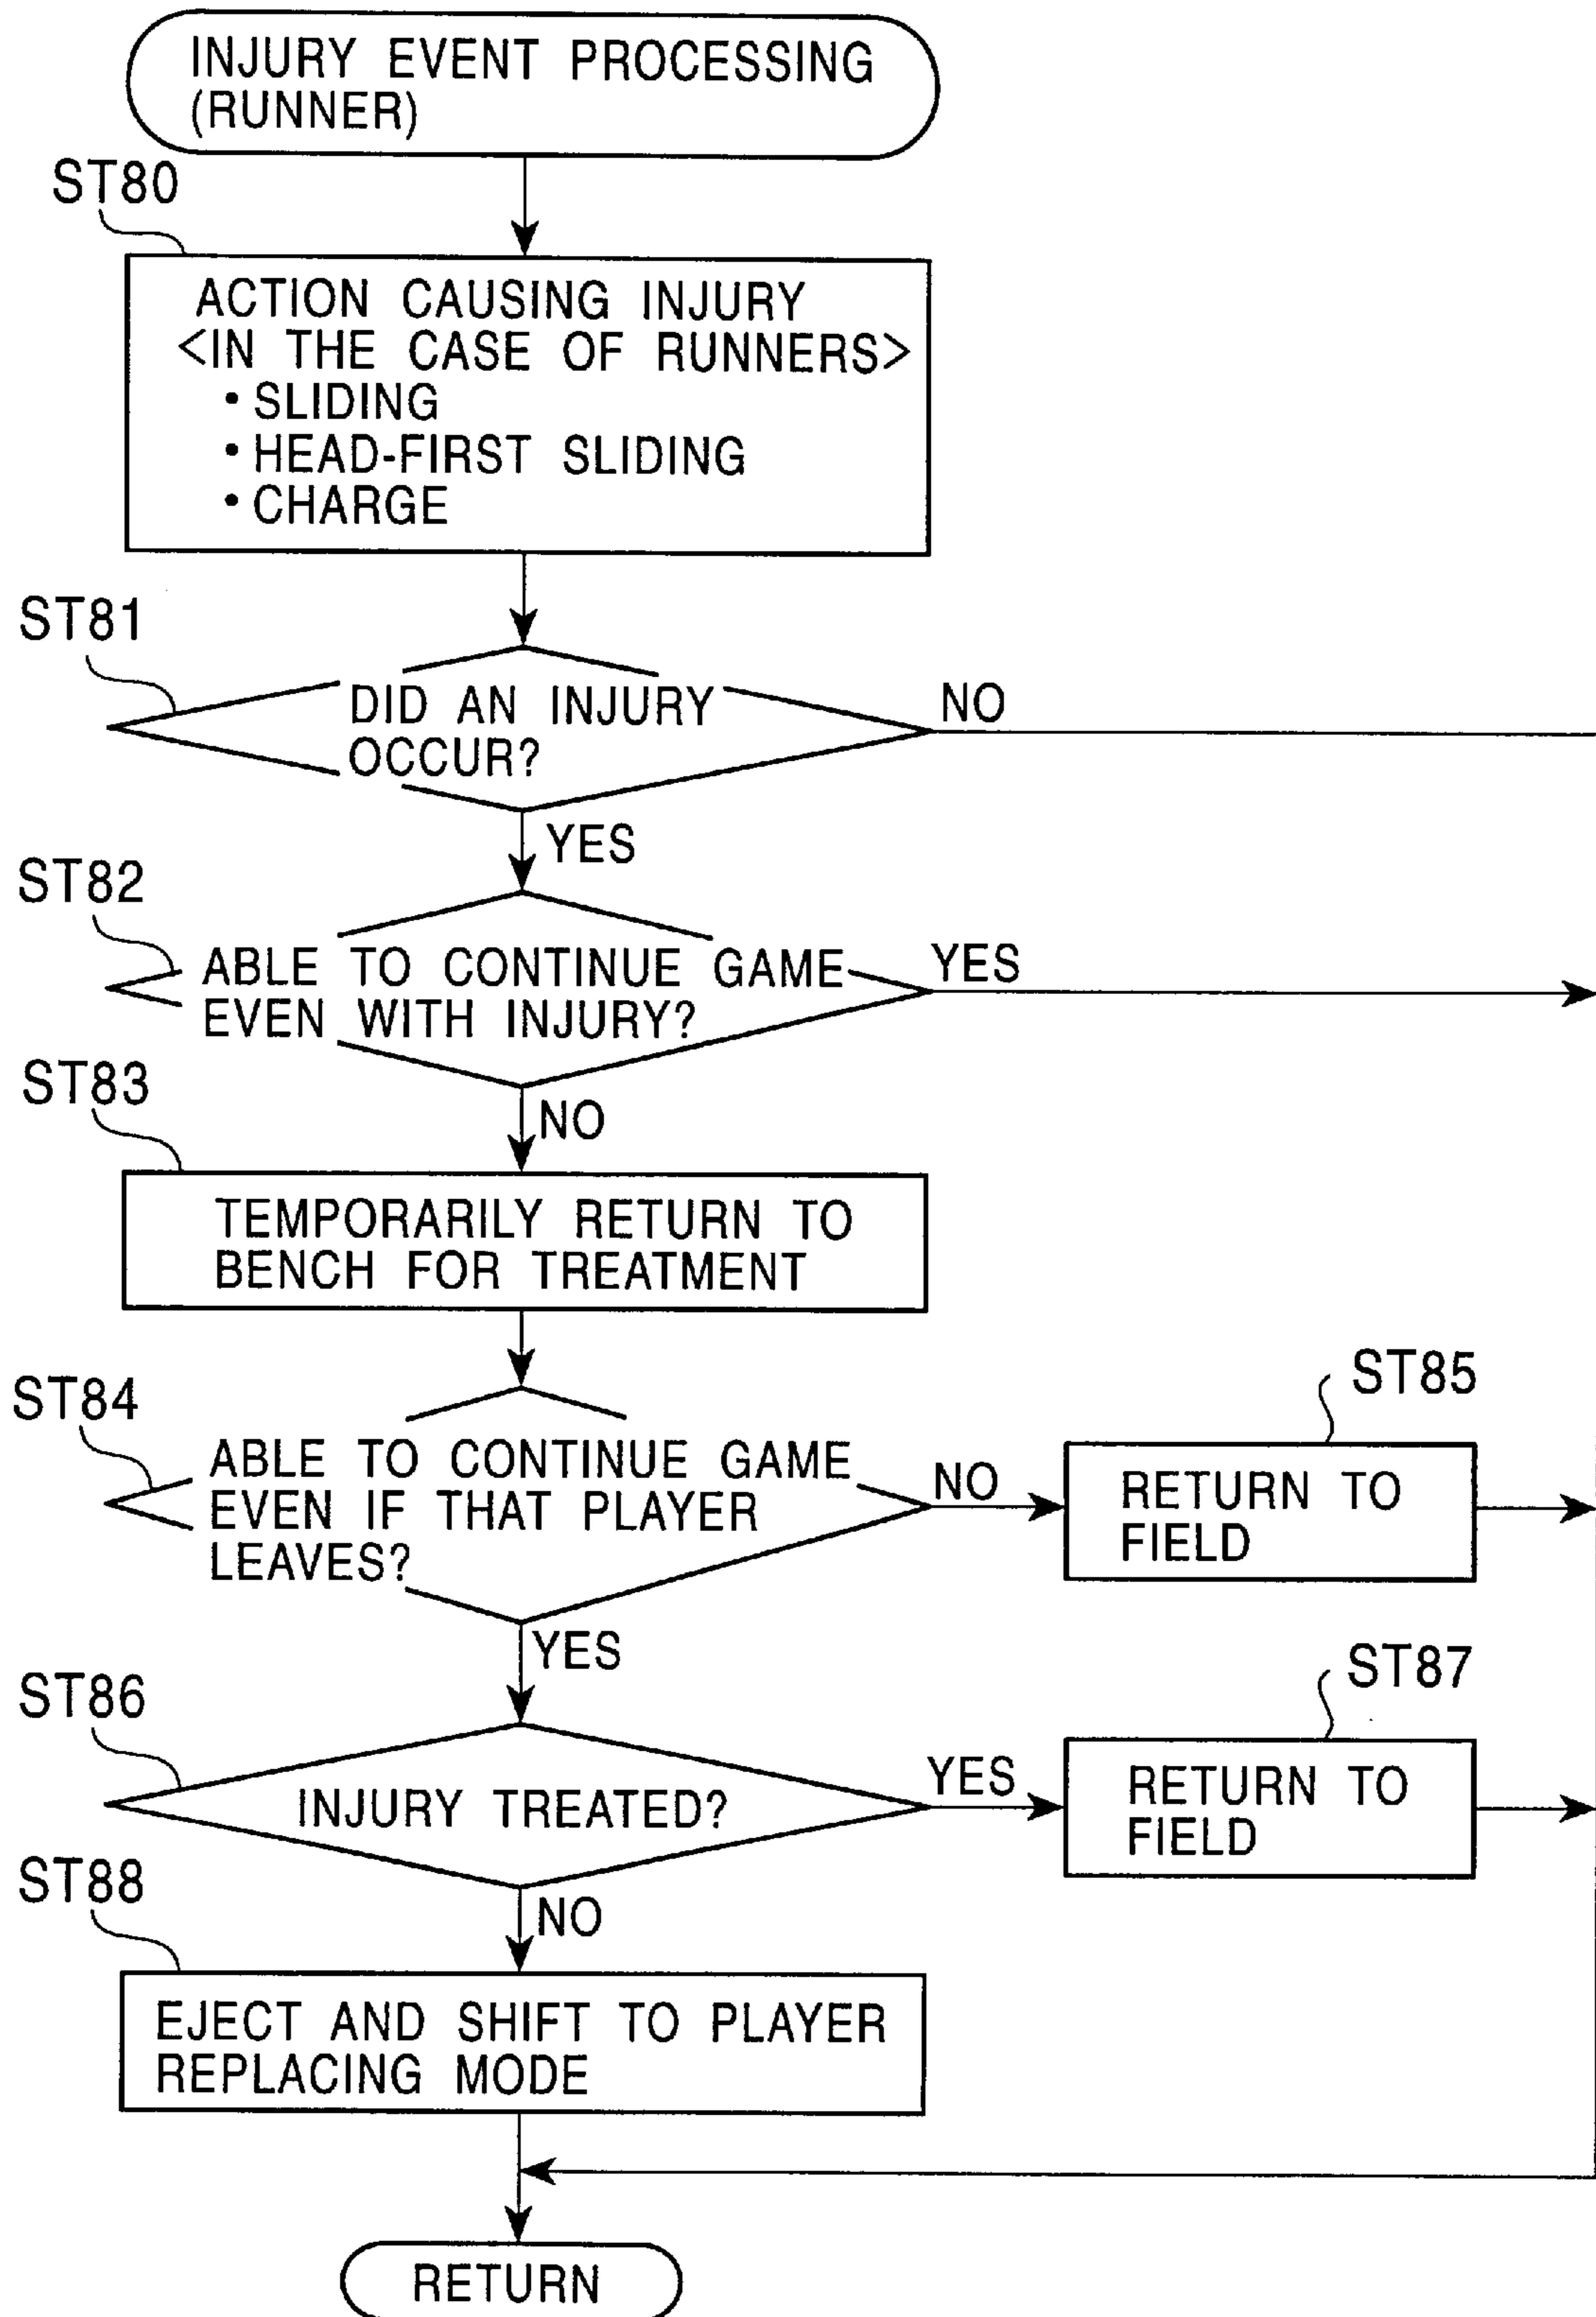 INJURY EVENT PROCESSING
(RUNNER)
ST80
ACTION CAUSING INJURY
<IN THE CASE OF RUNNERS>
• SLIDING
• HEAD-FIRST SLIDING
• CHARGE
ST81
DID AN INJURY
OCCUR?
NO
YES
ST82
ABLE TO CONTINUE GAME
EVEN WITH INJURY?
YES
NO
ST83
TEMPORARILY RETURN TO
BENCH FOR TREATMENT
ST84
ABLE TO CONTINUE GAME
EVEN IF THAT PLAYER
LEAVES?
NO
ST85
RETURN TO
FIELD
YES
ST86
INJURY TREATED?
YES
ST87
RETURN TO
FIELD
NO
ST88
EJECT AND SHIFT TO PLAYER
REPLACING MODE
RETURN